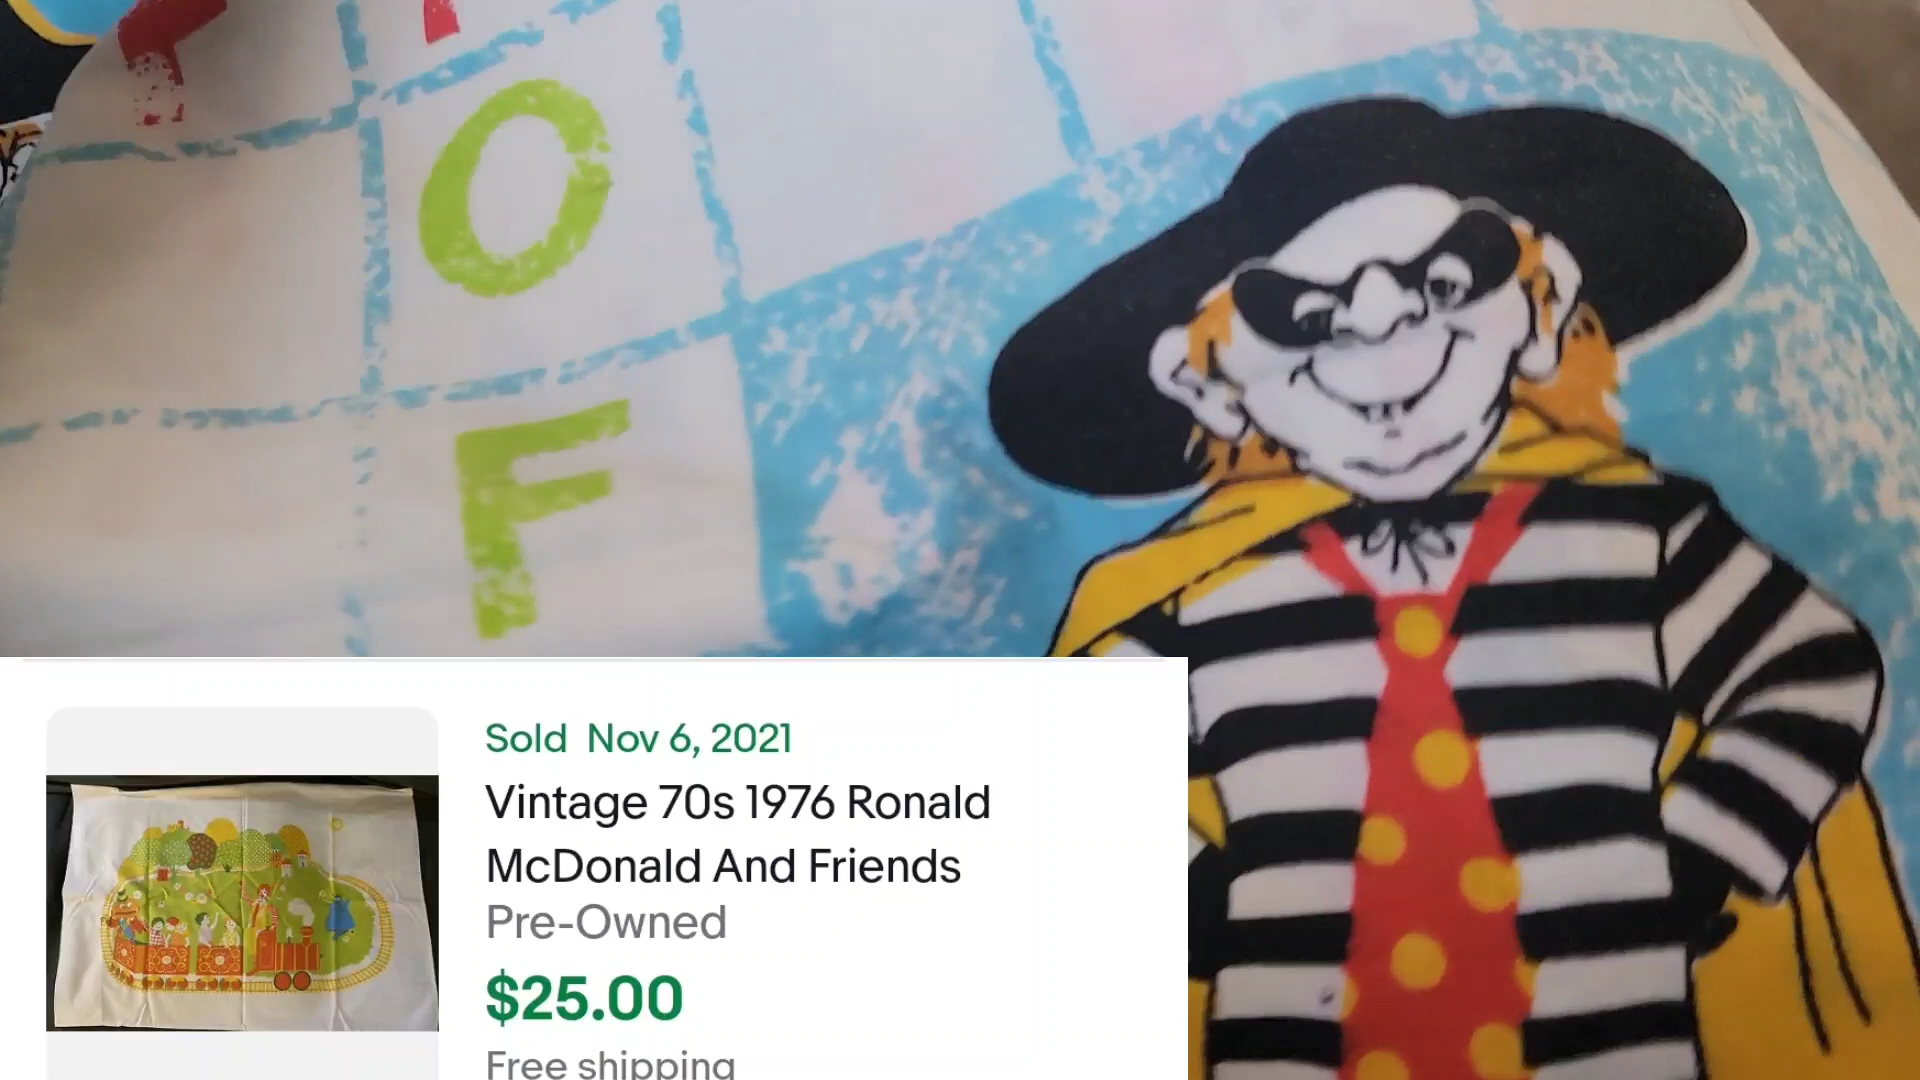 O
F
Sold Nov 6, 2021
Vintage 70s 1976 Ronald
McDonald And Friends
Pre-Owned
$25.00
Free shipping